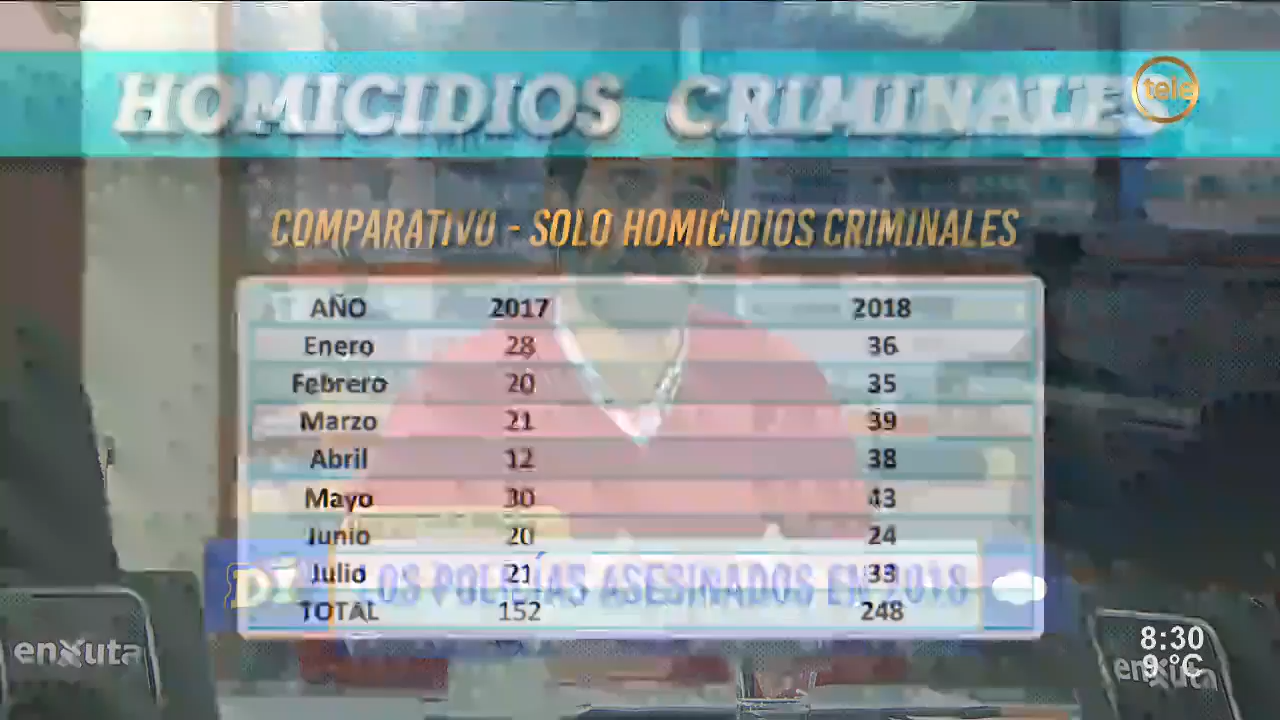 HOMICIDIOS CRIMINALES
tele
COMPARATIVO - SOLO HOMICIDIOS CRIMINALES
AÑO 2017 2018
Enero 28 36
Febrero 20 35
Marzo 21 39
Abril 12 38
Mayo 30 43
Junio 20 24
Julio 21 33
LOS POLICÍAS ASESINADOS EN 2018
TOTAL 152 248
enxuta
8:30
9 °C
enxuta